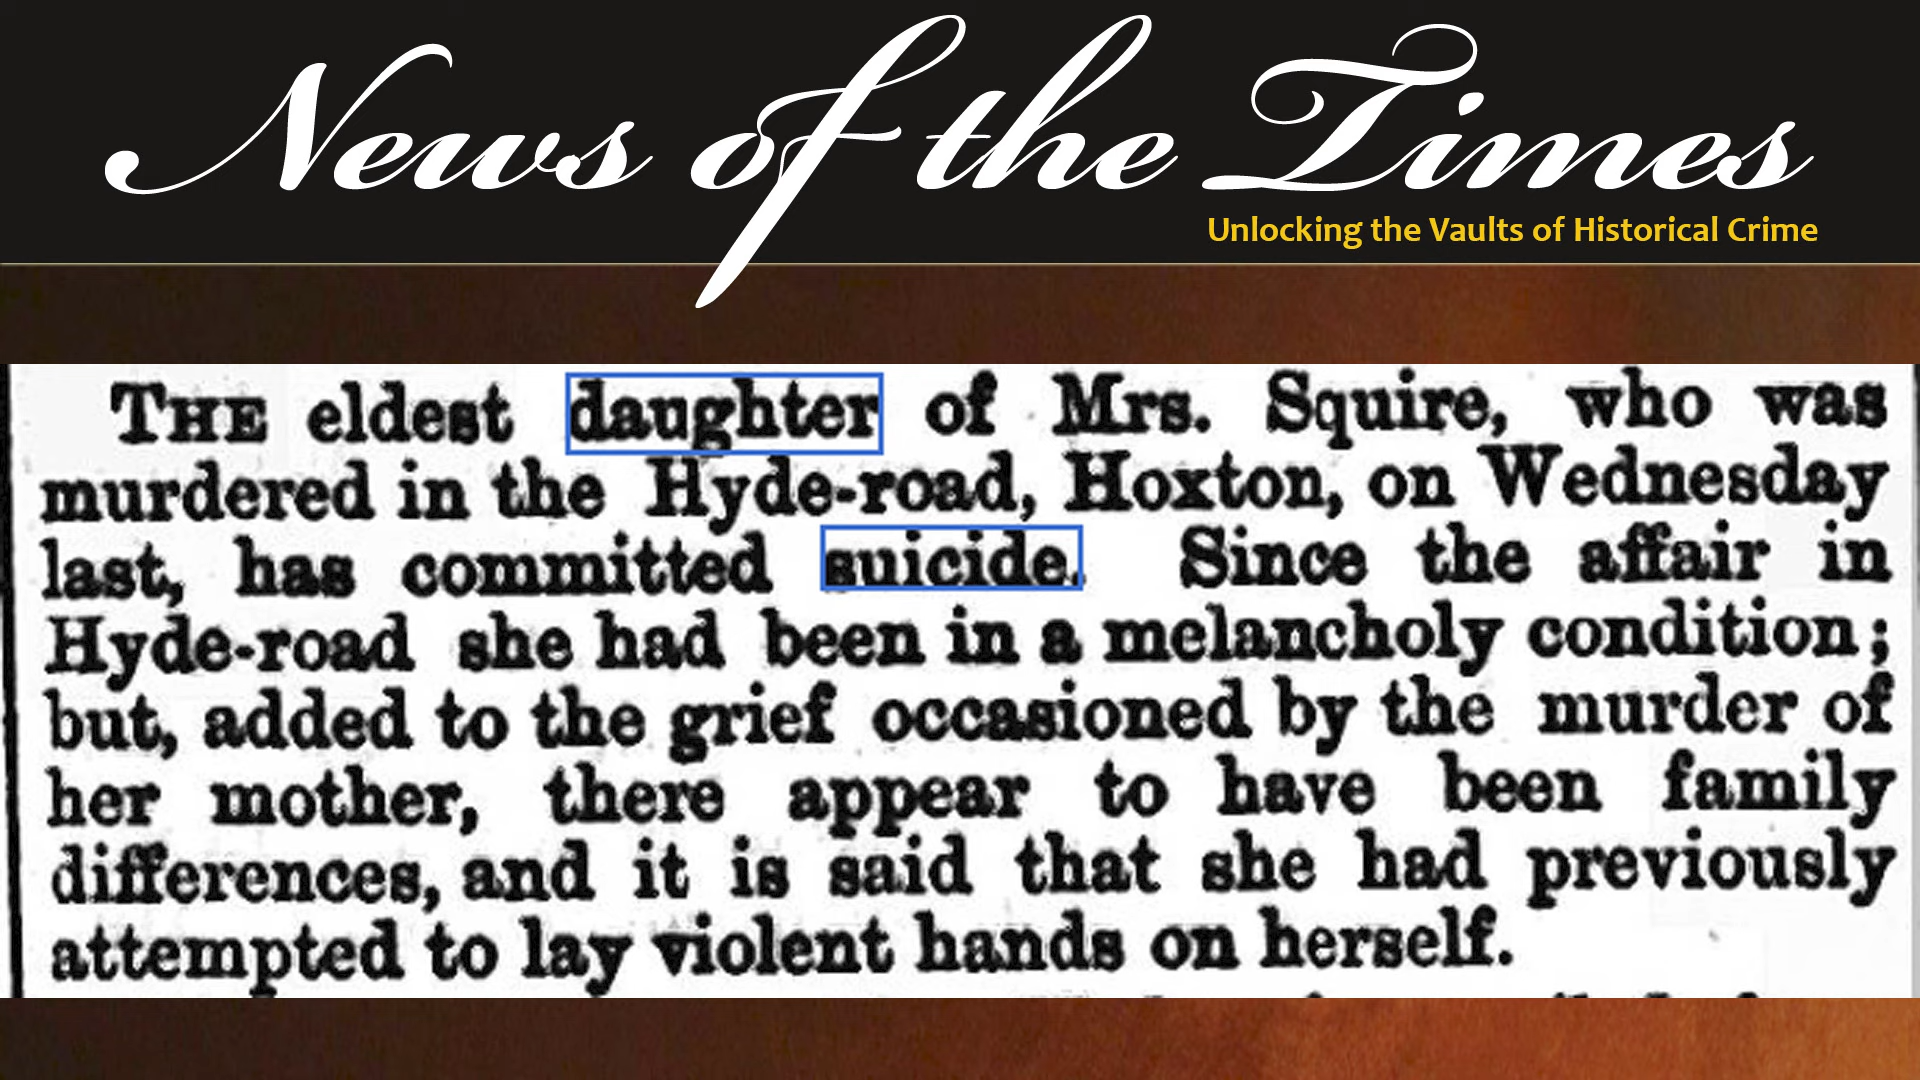 News of the Times
Unlocking the Vaults of Historical Crime
THE eldest daughter of Mrs. Squire, who was
murdered in the Hyde-road, Hoxton, on Wednesday
last, has committed suicide. Since the affair in
Hyde-road she had been in a melancholy condition;
but, added to the grief occasioned by the murder of
her mother, there appear to have been family
differences, and it is said that she had previously
attempted to lay violent hands on herself.